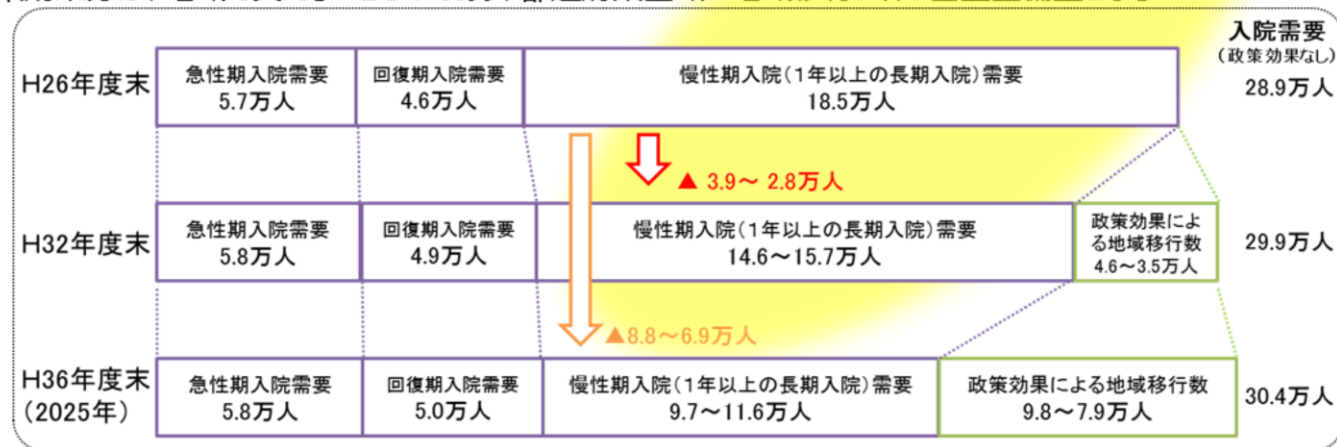 入院需要
(政策効果なし)
H26年度末
急性期入院需要
5.7万人
回復期入院需要
4.6万人
慢性期入院(1年以上の長期入院)需要
18.5万人
28.9万人
▲ 3.9～ 2.8万人
H32年度末
急性期入院需要
5.8万人
回復期入院需要
4.9万人
慢性期入院(1年以上の長期入院)需要
14.6～15.7万人
政策効果によ
る地域移行数
4.6～3.5万人
29.9万人
▲8.8～6.9万人
H36年度末
(2025年)
急性期入院需要
5.8万人
回復期入院需要
5.0万人
慢性期入院(1年以上の長期入院)需要
9.7～11.6万人
政策効果による地域移行数
9.8～7.9万人
30.4万人